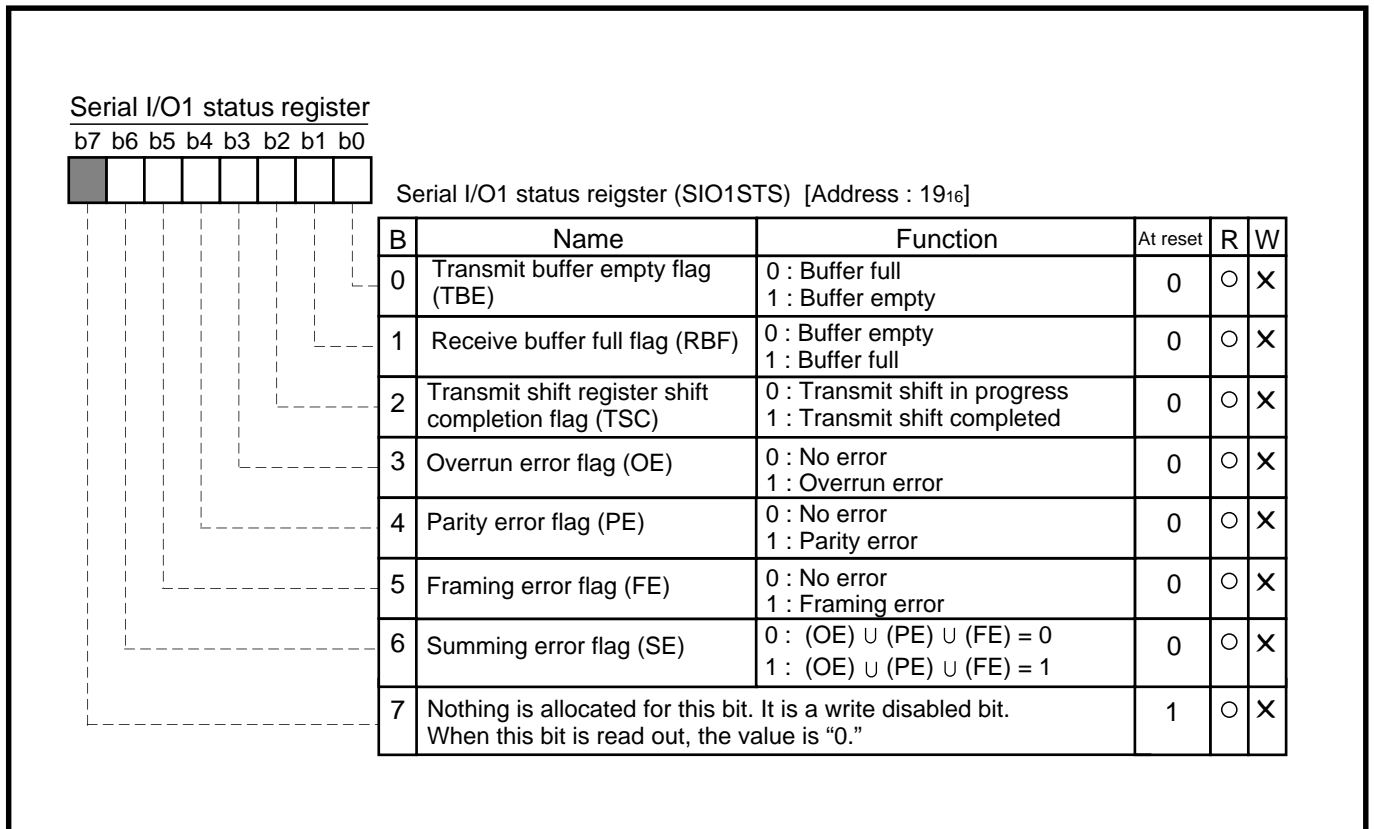 Serial I/O1 status register
b7 b6 b5 b4 b3 b2 b1 b0
Serial I/O1 status reigster (SIO1STS) [Address : 19₁₆]
B Name Function At reset R W
0 Transmit buffer empty flag (TBE) 0 : Buffer full 0 ○ ✕
1 : Buffer empty
1 Receive buffer full flag (RBF) 0 : Buffer empty 0 ○ ✕
1 : Buffer full
2 Transmit shift register shift completion flag (TSC) 0 : Transmit shift in progress 0 ○ ✕
1 : Transmit shift completed
3 Overrun error flag (OE) 0 : No error 0 ○ ✕
1 : Overrun error
4 Parity error flag (PE) 0 : No error 0 ○ ✕
1 : Parity error
5 Framing error flag (FE) 0 : No error 0 ○ ✕
1 : Framing error
6 Summing error flag (SE) 0 : (OE) ∪ (PE) ∪ (FE) = 0 0 ○ ✕
1 : (OE) ∪ (PE) ∪ (FE) = 1
7 Nothing is allocated for this bit. It is a write disabled bit. 1 ○ ✕
When this bit is read out, the value is “0.”